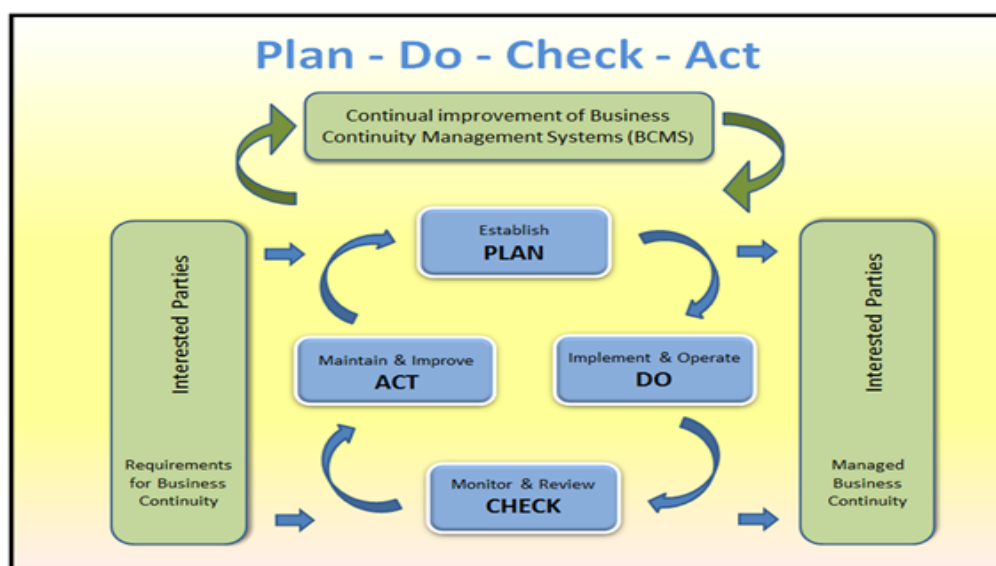 Plan - Do - Check - Act
Continual improvement of Business
Continuity Management Systems (BCMS)
Establish
PLAN
Interested Parties
Requirements
for Business
Continuity
Maintain & Improve
ACT
Implement & Operate
DO
Monitor & Review
CHECK
Interested Parties
Managed
Business
Continuity